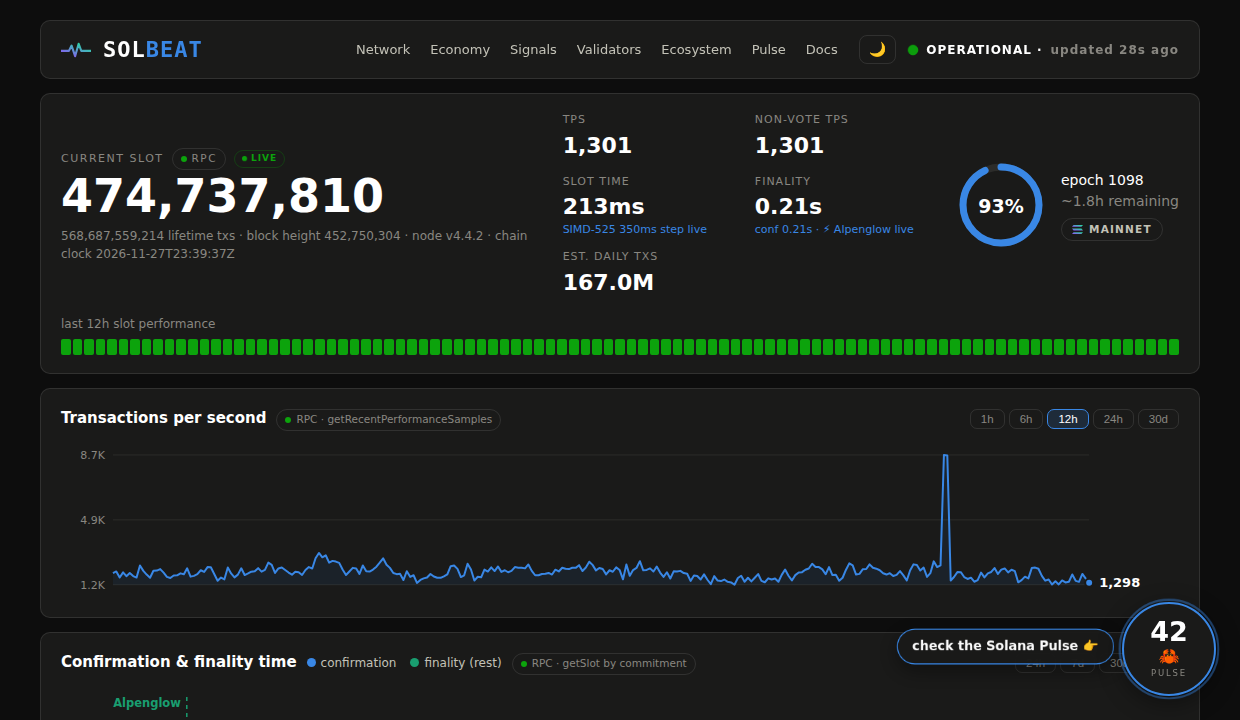 SOLBEAT
Network Economy Signals Validators Ecosystem Pulse Docs
OPERATIONAL · updated 28s ago
CURRENT SLOT RPC LIVE
474,737,810
568,687,559,214 lifetime txs · block height 452,750,304 · node v4.4.2 · chain
clock 2026-11-27T23:39:37Z
TPS
1,301
NON-VOTE TPS
1,301
SLOT TIME
213ms
SIMD-525 350ms step live
FINALITY
0.21s
conf 0.21s · ⚡ Alpenglow live
EST. DAILY TXS
167.0M
93%
epoch 1098
~1.8h remaining
MAINNET
last 12h slot performance
Transactions per second RPC · getRecentPerformanceSamples
1h 6h 12h 24h 30d
8.7K
4.9K
1.2K
1,298
Confirmation & finality time confirmation finality (rest) RPC · getSlot by commitment
check the Solana Pulse 👉
42
PULSE
Alpenglow